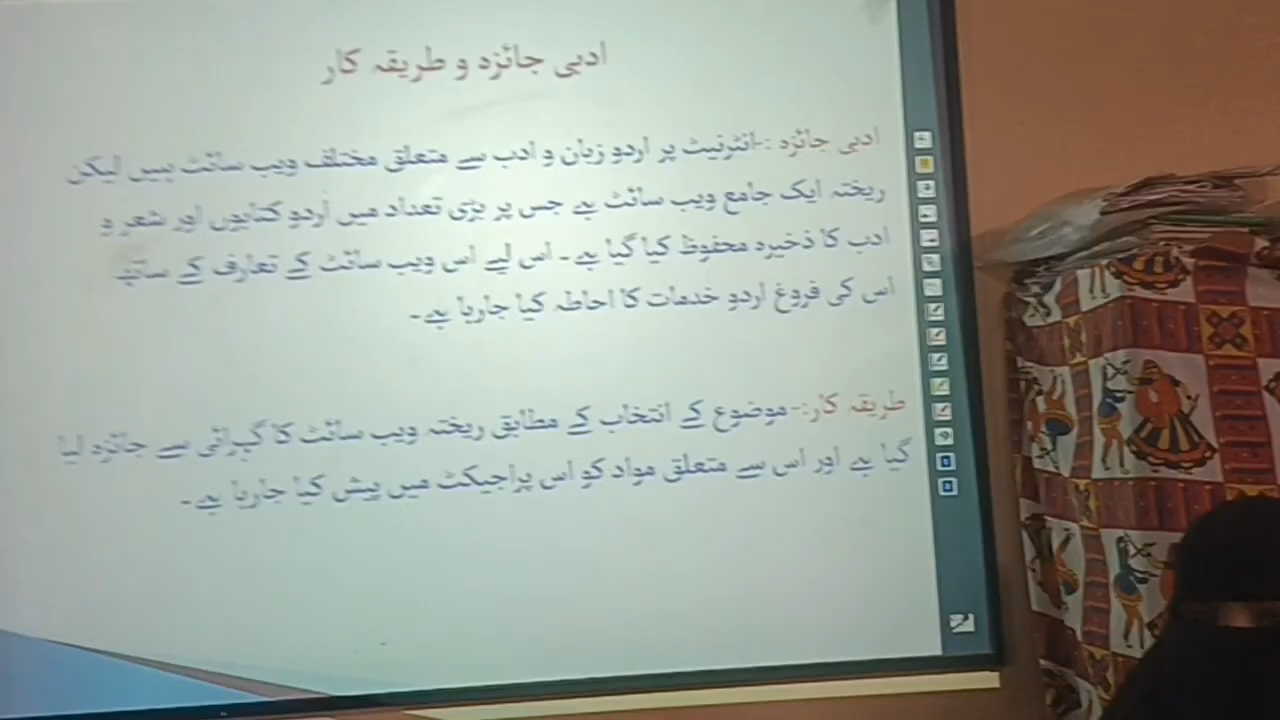 ادبی جائزہ و طریقہ کار
ادبی جائزہ :-انٹرنیٹ پر اردو زبان و ادب سے متعلق مختلف ویب سائٹ ہیں لیکن
ریختہ ایک جامع ویب سائٹ ہے جس پر بڑی تعداد میں اردو کتابوں اور شعر و
ادب کا ذخیرہ محفوظ کیا گیا ہے۔ اس لیے اس ویب سائٹ کے تعارف کے ساتھ
اس کی فروغ اردو خدمات کا احاطہ کیا جارہا ہے۔
طریقہ کار:-موضوع کے انتخاب کے مطابق ریختہ ویب سائٹ کا گہرائی سے جائزہ لیا
گیا ہے اور اس سے متعلق مواد کو اس پراجیکٹ میں پیش کیا جارہا ہے۔